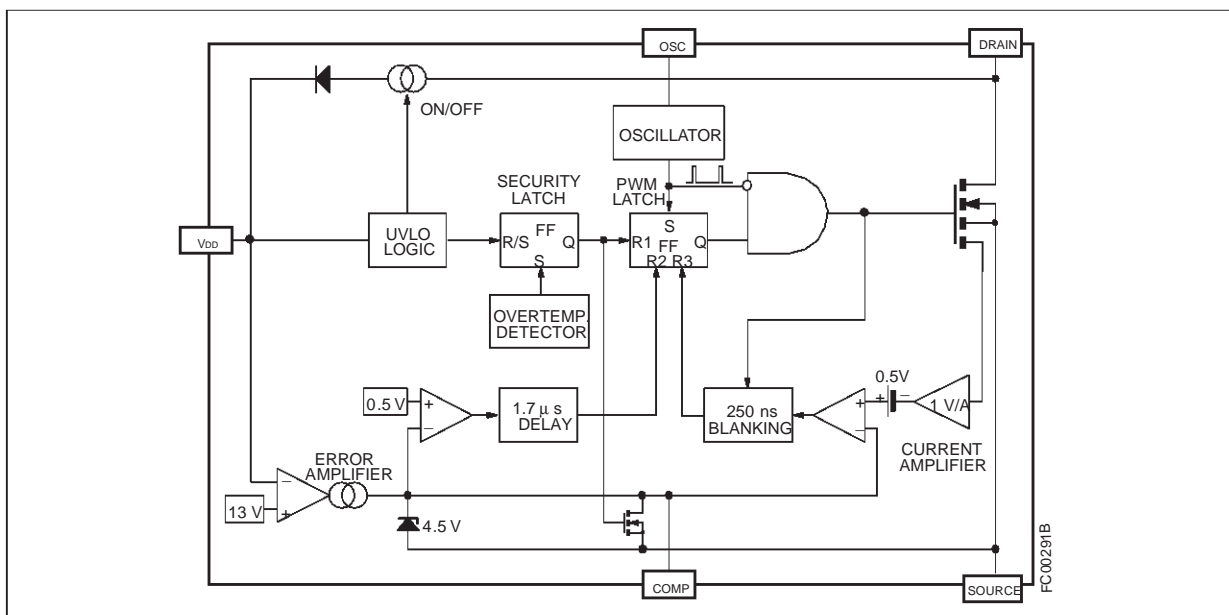 OSC
DRAIN
ON/OFF
OSCILLATOR
SECURITY
LATCH
PWM
LATCH
VDD
UVLO
LOGIC
R/S
FF
Q
S
S
R1
FF
Q
R2 R3
OVERTEMP.
DETECTOR
0.5 V
+
−
1.7 μ s
DELAY
250 ns
BLANKING
+
−
0.5V
+
−
1 V/A
CURRENT
AMPLIFIER
ERROR
AMPLIFIER
−
13 V
+
4.5 V
COMP
SOURCE
FC00291B